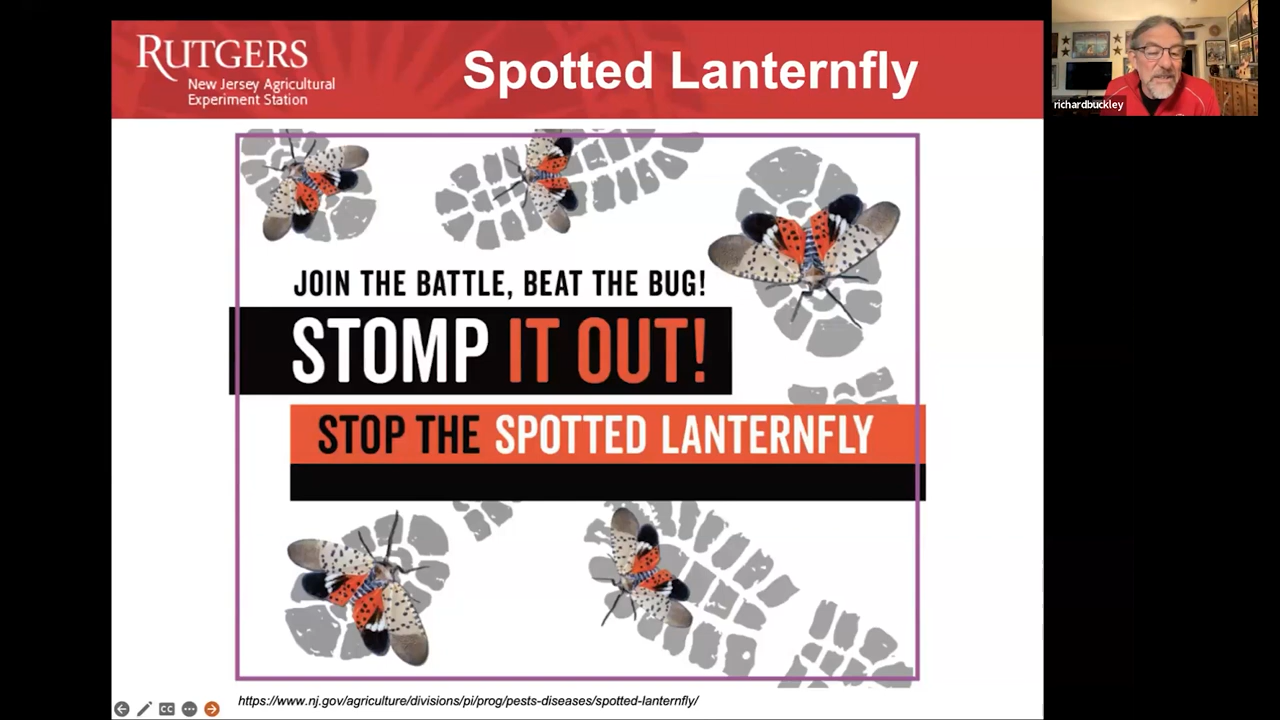 RUTGERS
New Jersey Agricultural
Experiment Station
Spotted Lanternfly
richardbuckley
JOIN THE BATTLE, BEAT THE BUG!
STOMP IT OUT!
STOP THE SPOTTED LANTERNFLY
https://www.nj.gov/agriculture/divisions/pi/prog/pests-diseases/spotted-lanternfly/
CC